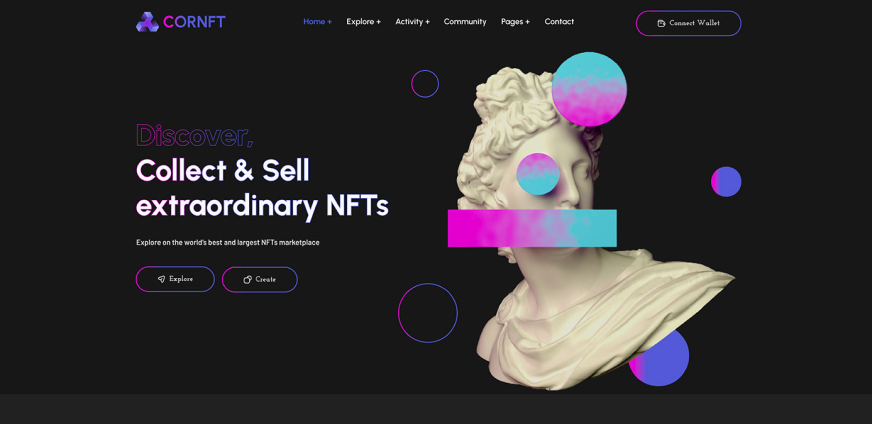 CORNFT
Home + Explore + Activity + Community Pages + Contact
Connect Wallet
Discover,
Collect & Sell
extraordinary NFTs
Explore on the world's best and largest NFTs marketplace
Explore
Create